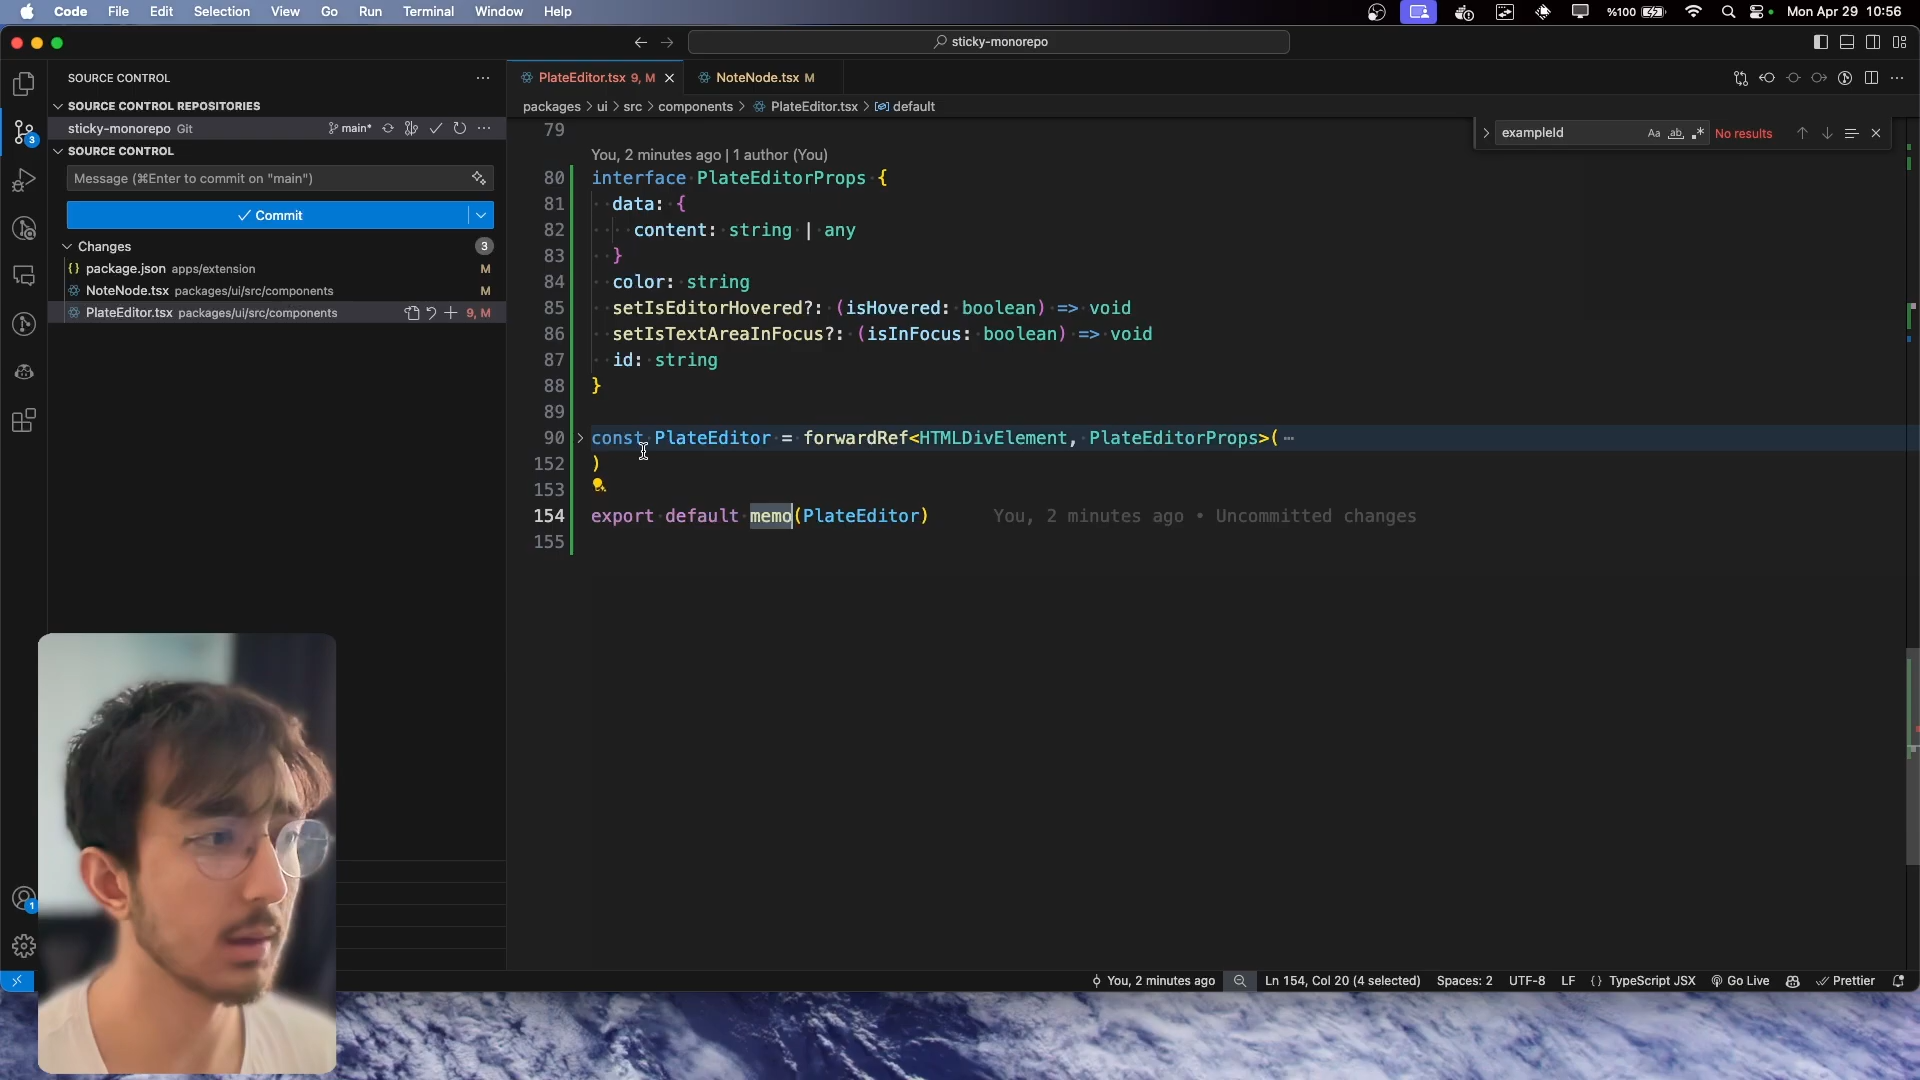 Code File Edit Selection View Go Run Terminal Window Help %100 Mon Apr 29 10:56
sticky-monorepo
SOURCE CONTROL
PlateEditor.tsx 9, M
NoteNode.tsx M
SOURCE CONTROL REPOSITORIES
packages > ui > src > components > PlateEditor.tsx > default
sticky-monorepo Git main*
exampleId Aa ab No results
SOURCE CONTROL
Message (⌘Enter to commit on "main")
Commit
Changes 3
package.json apps/extension M
NoteNode.tsx packages/ui/src/components M
PlateEditor.tsx packages/ui/src/components 9, M
3
1
79
You, 2 minutes ago | 1 author (You)
80 interface PlateEditorProps {
81 data: {
82 content: string | any
83 }
84 color: string
85 setIsEditorHovered?: (isHovered: boolean) => void
86 setIsTextAreaInFocus?: (isInFocus: boolean) => void
87 id: string
88 }
89
90 const PlateEditor = forwardRef<HTMLDivElement, PlateEditorProps>(
152 )
153
154 export default memo(PlateEditor) You, 2 minutes ago • Uncommitted changes
155
You, 2 minutes ago Ln 154, Col 20 (4 selected) Spaces: 2 UTF-8 LF {} TypeScript JSX Go Live Prettier